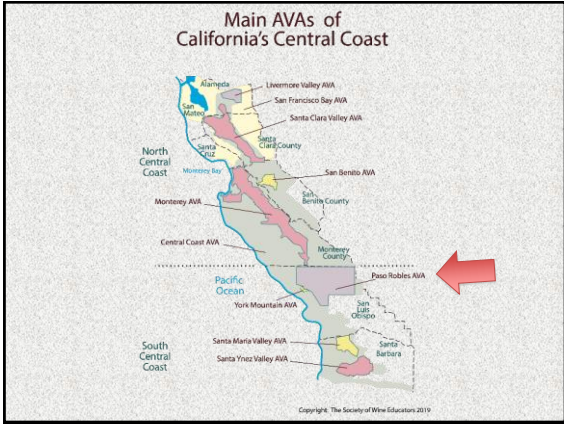 Main AVAs of
California's Central Coast
Alameda
Livermore Valley AVA
San Francisco Bay AVA
San
Mateo
Santa Clara Valley AVA
Santa
Clara County
Santa
Cruz
North
Central
Coast
Monterey Bay
San Benito AVA
San
Benito County
Monterey AVA
Central Coast AVA
Monterey
County
Paso Robles AVA
Pacific
Ocean
York Mountain AVA
San
Luis
Obispo
Santa Maria Valley AVA
Santa
Barbara
South
Central
Coast
Santa Ynez Valley AVA
Copyright: The Society of Wine Educators 2019